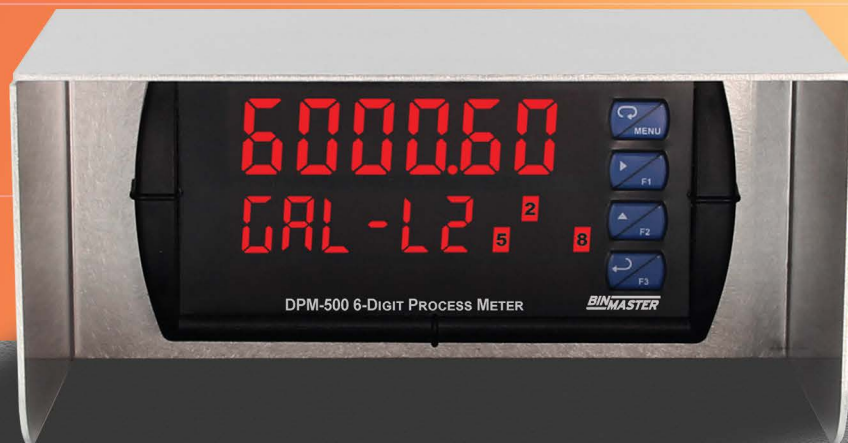 6000.60
MENU
F1
GAL-L2 5 2 8
F2
F3
DPM-500 6-DIGIT PROCESS METER
BINMASTER